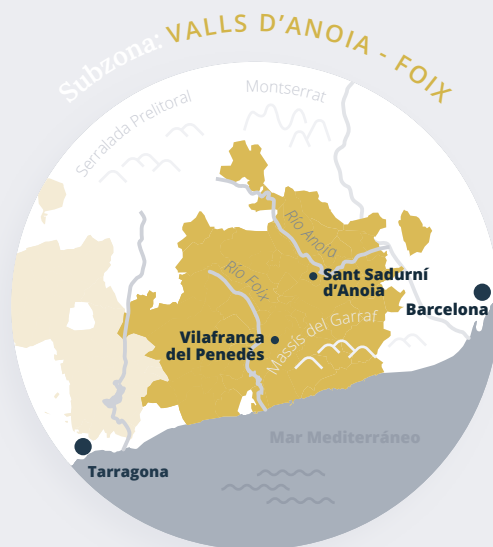 Subzona: VALLS D’ANOIA - FOIX
Montserrat
Serralada Prelitoral
Río Anoia
Río Foix
Sant Sadurní
d’Anoia
Barcelona
Vilafranca
del Penedès
Massís del Garraf
Mar Mediterráneo
Tarragona